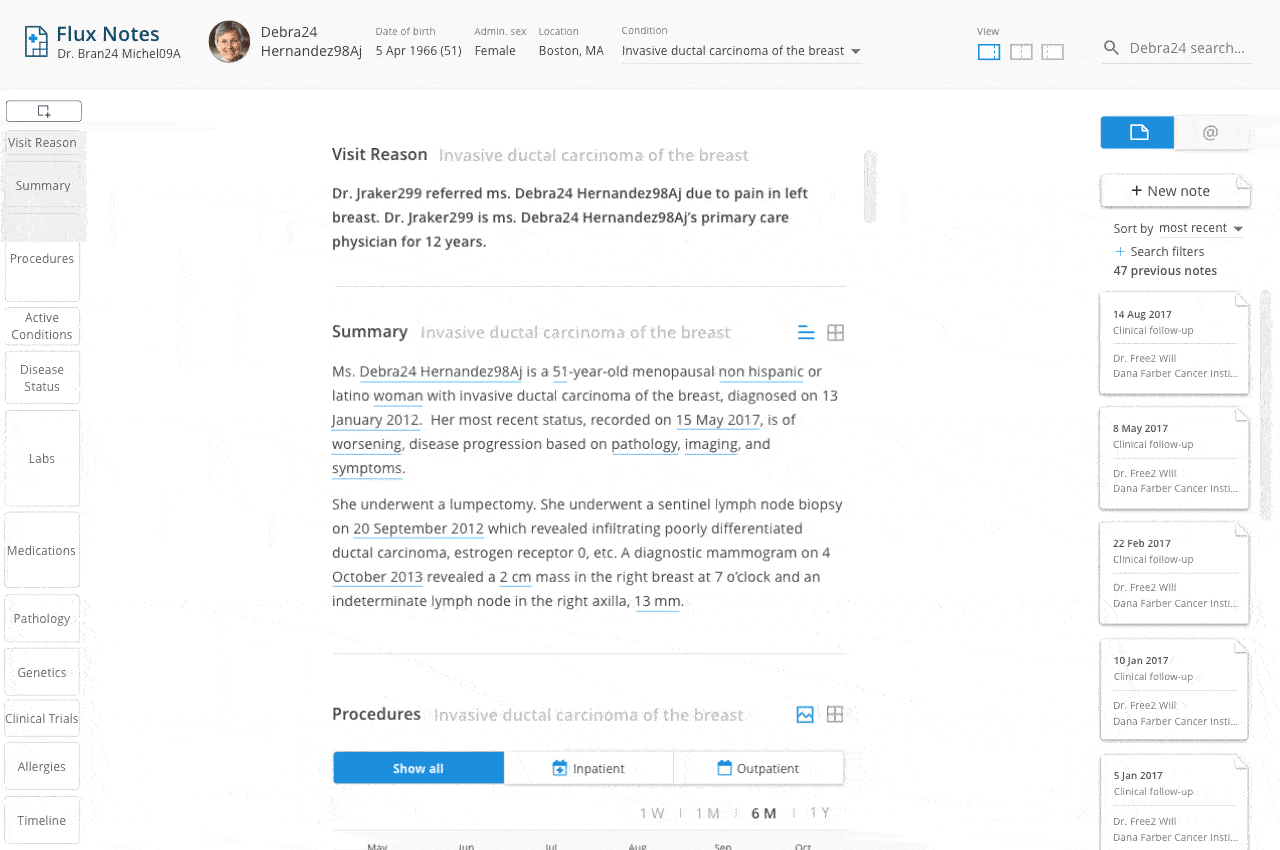 Flux Notes
Dr. Bran24 Michel09A
Debra24
Hernandez98Aj
Date of birth
5 Apr 1966 (51)
Admin. sex
Female
Location
Boston, MA
Condition
Invasive ductal carcinoma of the breast
View
Debra24 search...
Visit Reason
Summary
Procedures
Active
Conditions
Disease
Status
Labs
Medications
Pathology
Genetics
Clinical Trials
Allergies
Timeline
Visit Reason Invasive ductal carcinoma of the breast
Dr. Jraker299 referred ms. Debra24 Hernandez98Aj due to pain in left
breast. Dr. Jraker299 is ms. Debra24 Hernandez98Aj's primary care
physician for 12 years.
Summary Invasive ductal carcinoma of the breast
Ms. Debra24 Hernandez98Aj is a 51-year-old menopausal non hispanic or
latino woman with invasive ductal carcinoma of the breast, diagnosed on 13
January 2012. Her most recent status, recorded on 15 May 2017, is of
worsening, disease progression based on pathology, imaging, and
symptoms.
She underwent a lumpectomy. She underwent a sentinel lymph node biopsy
on 20 September 2012 which revealed infiltrating poorly differentiated
ductal carcinoma, estrogen receptor 0, etc. A diagnostic mammogram on 4
October 2013 revealed a 2 cm mass in the right breast at 7 o'clock and an
indeterminate lymph node in the right axilla, 13 mm.
Procedures Invasive ductal carcinoma of the breast
Show all Inpatient Outpatient
1 W | 1 M | 6 M | 1 Y
May Jun Jul Aug Sep Oct
@
+ New note
Sort by most recent
+ Search filters
47 previous notes
14 Aug 2017
Clinical follow-up
Dr. Free2 Will
Dana Farber Cancer Insti...
8 May 2017
Clinical follow-up
Dr. Free2 Will
Dana Farber Cancer Insti...
22 Feb 2017
Clinical follow-up
Dr. Free2 Will
Dana Farber Cancer Insti...
10 Jan 2017
Clinical follow-up
Dr. Free2 Will
Dana Farber Cancer Insti...
5 Jan 2017
Clinical follow-up
Dr. Free2 Will
Dana Farber Cancer Insti...